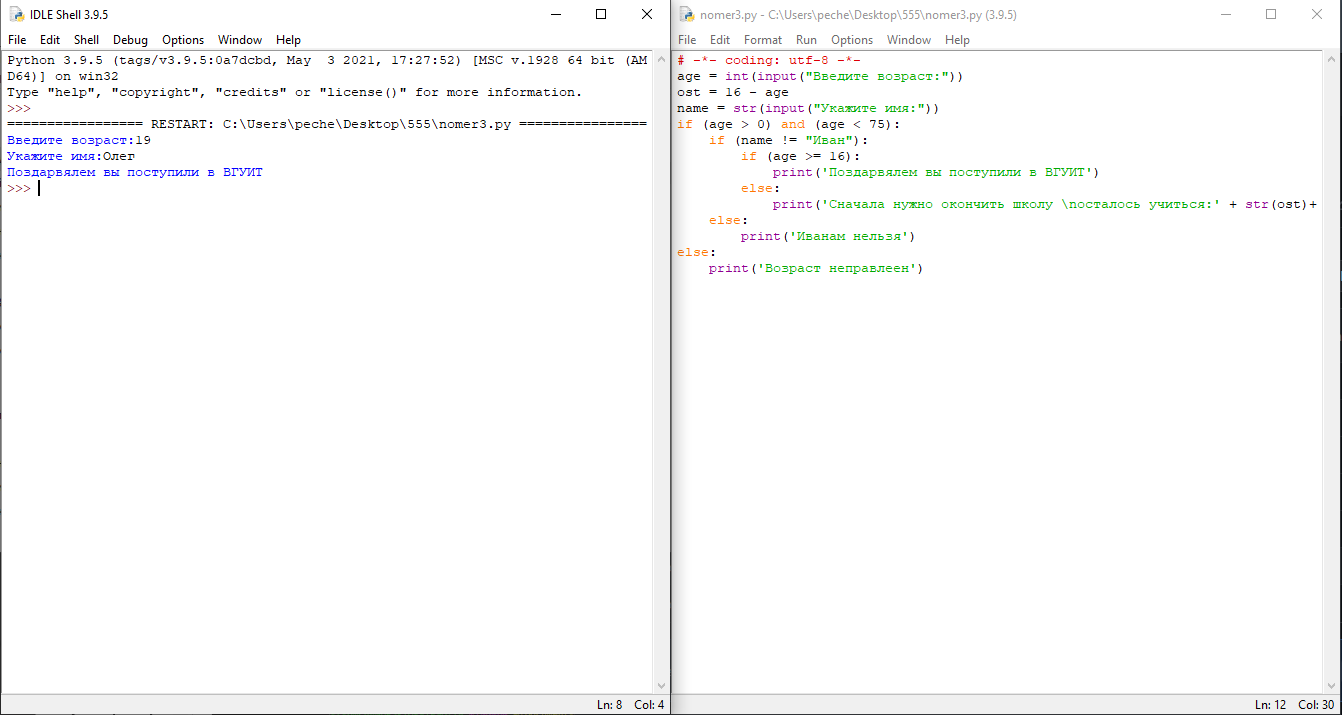 IDLE Shell 3.9.5
File Edit Shell Debug Options Window Help
Python 3.9.5 (tags/v3.9.5:0a7dcbd, May  3 2021, 17:27:52) [MSC v.1928 64 bit (AM
D64)] on win32
Type "help", "copyright", "credits" or "license()" for more information.
>>>
================= RESTART: C:\Users\peche\Desktop\555\nomer3.py ================
Введите возраст:19
Укажите имя:Олег
Поздарвялем вы поступили в ВГУИТ
>>>
Ln: 8 Col: 4
nomer3.py - C:\Users\peche\Desktop\555\nomer3.py (3.9.5)
File Edit Format Run Options Window Help
# -*- coding: utf-8 -*-
age = int(input("Введите возраст:"))
ost = 16 - age
name = str(input("Укажите имя:"))
if (age > 0) and (age < 75):
    if (name != "Иван"):
        if (age >= 16):
            print('Поздарвялем вы поступили в ВГУИТ')
        else:
            print('Сначала нужно окончить школу \nосталось учиться:' + str(ost)+
    else:
        print('Иванам нельзя')
else:
    print('Возраст неправлеен')
Ln: 12 Col: 30